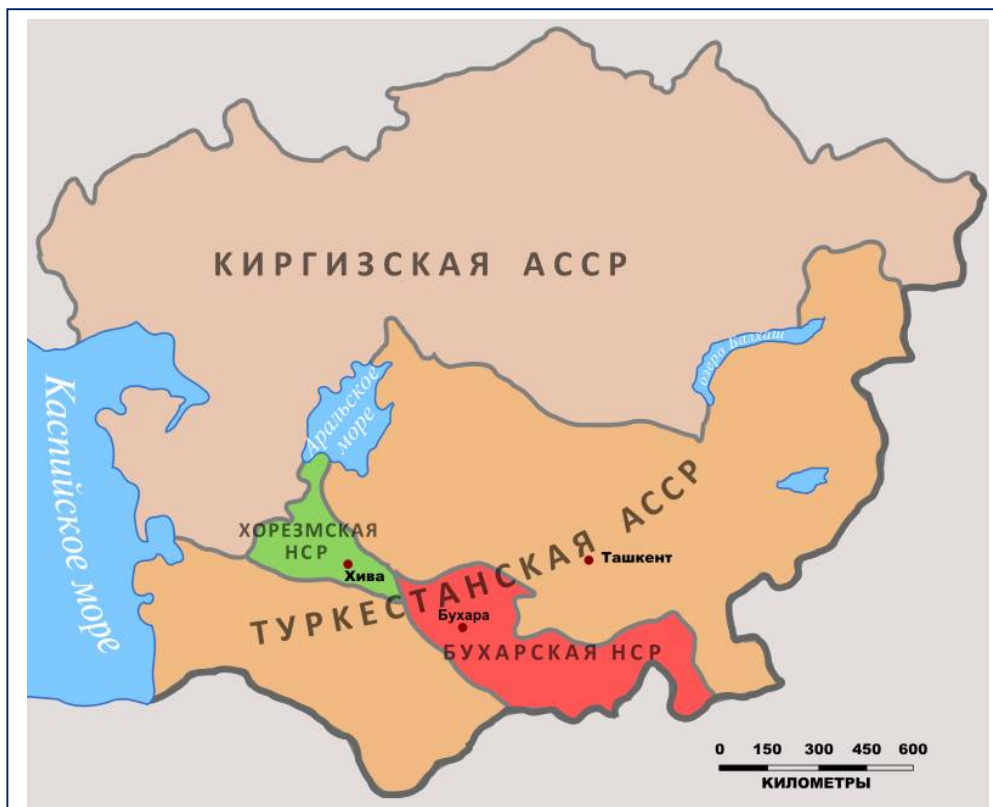 КИРГИЗСКАЯ АССР
озеро Балхаш
Каспийское море
Аральское
море
ХОРЕЗМСКАЯ
НСР
Хива
ТУРКЕСТАНСКАЯ АССР
Ташкент
Бухара
БУХАРСКАЯ НСР
0 150 300 450 600
КИЛОМЕТРЫ